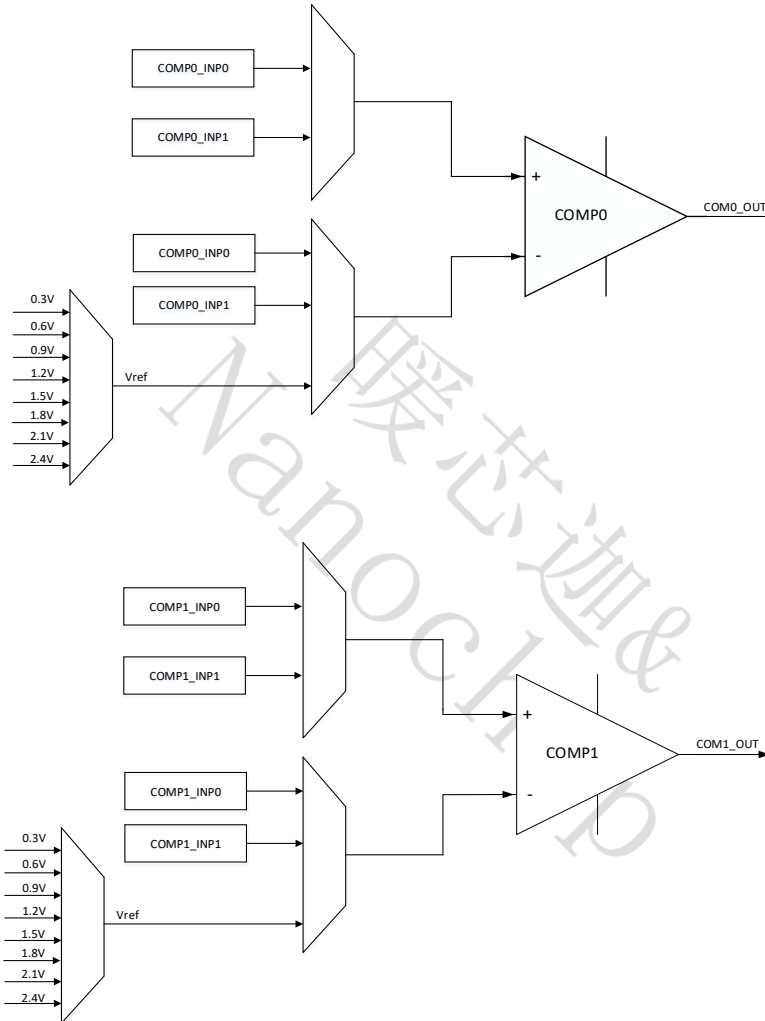 COMP0_INP0
COMP0_INP1
+
COMP0
COM0_OUT
-
COMP0_INP0
COMP0_INP1
0.3V
0.6V
0.9V
1.2V
1.5V
1.8V
2.1V
2.4V
Vref
暖芯迦&
Nanochap
COMP1_INP0
COMP1_INP1
+
COMP1
COM1_OUT
-
COMP1_INP0
COMP1_INP1
0.3V
0.6V
0.9V
1.2V
1.5V
1.8V
2.1V
2.4V
Vref